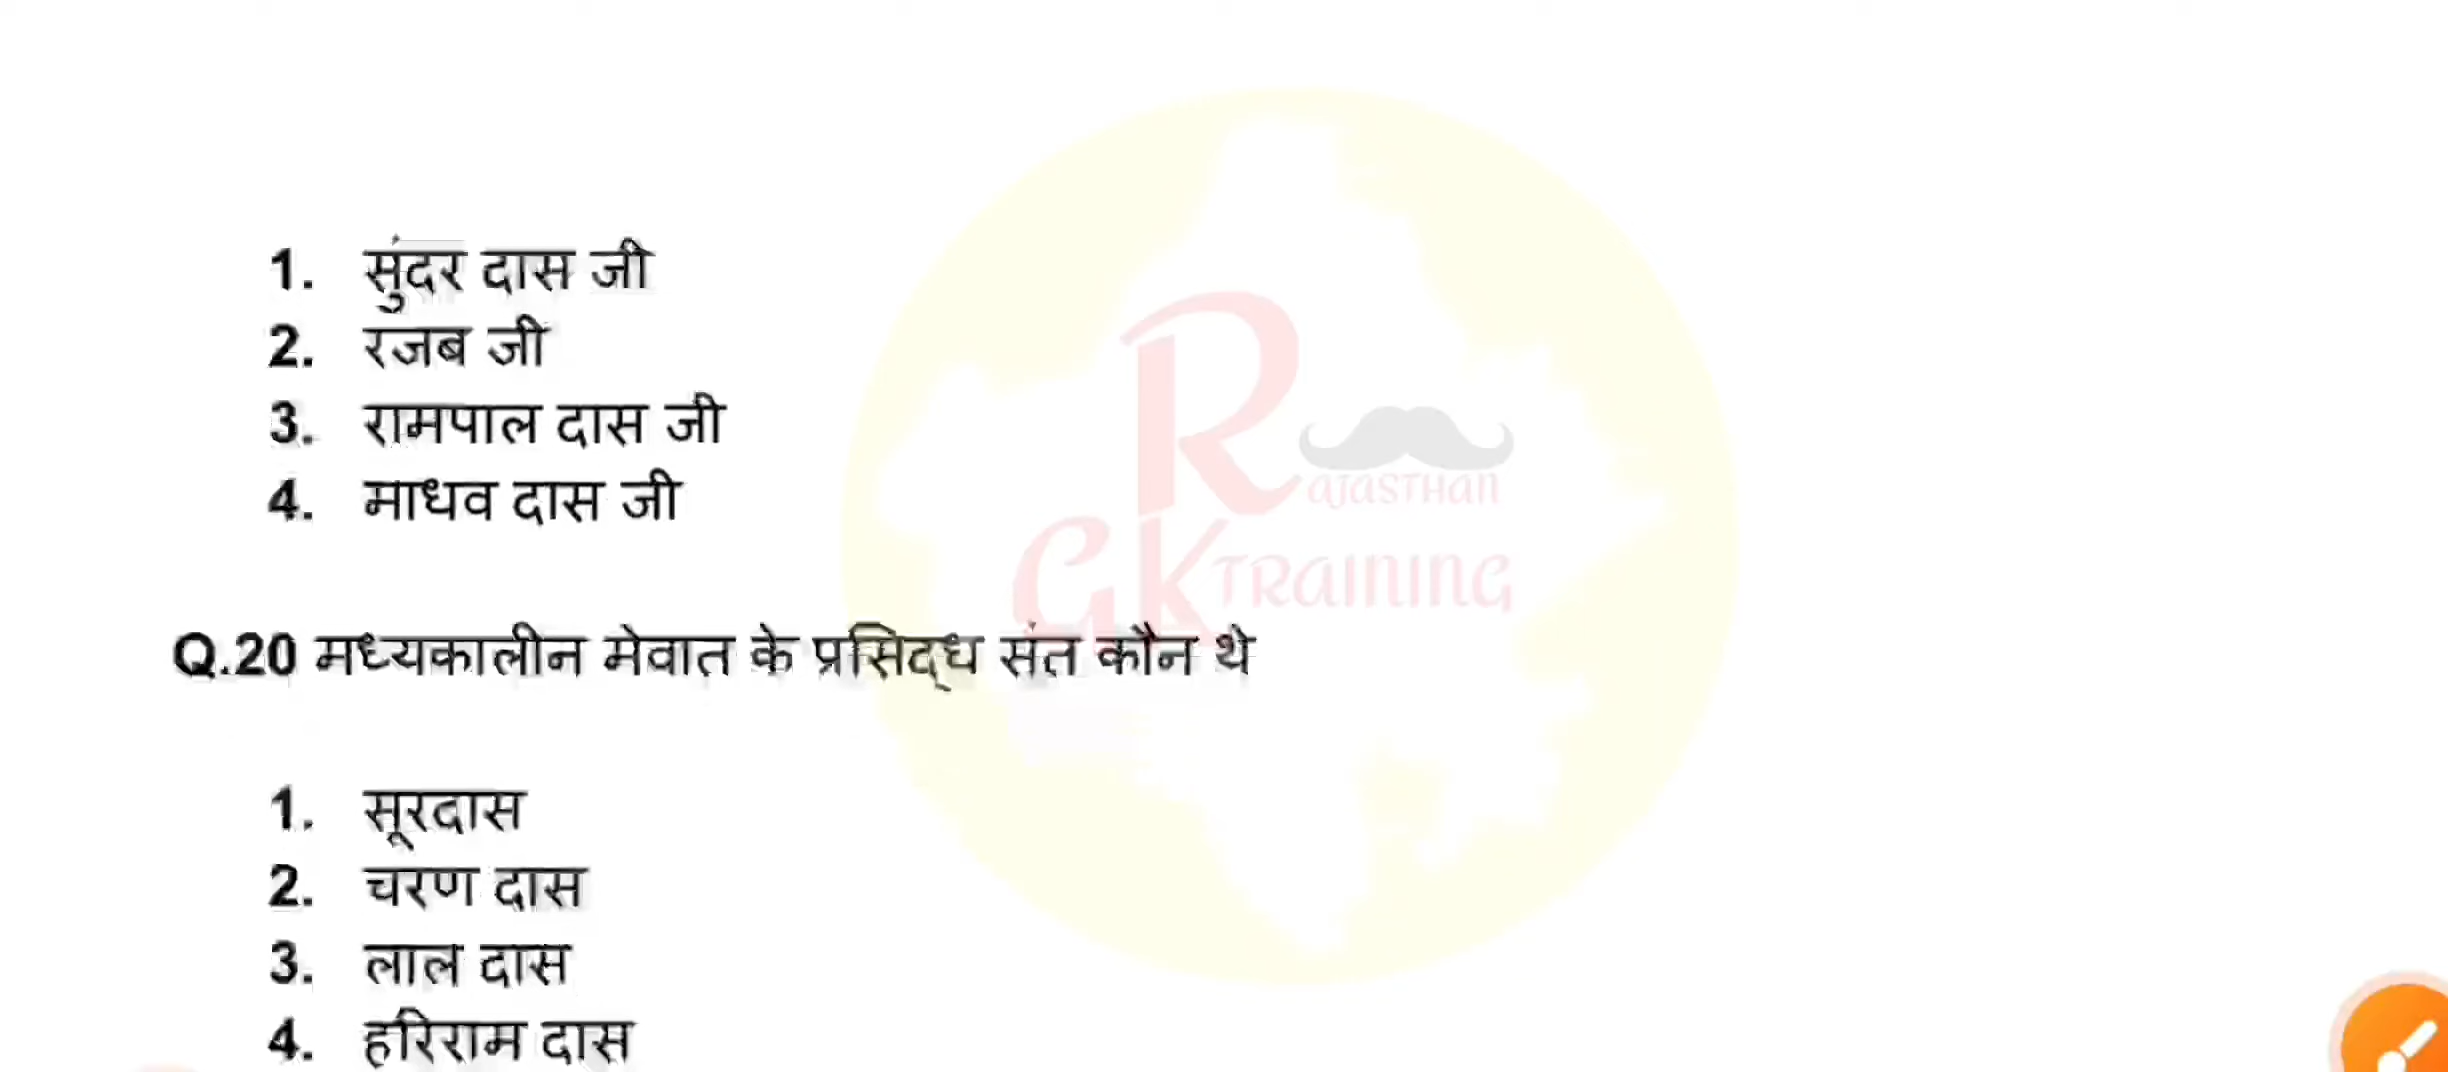 1. सुंदर दास जी
2. रजब जी
3. रामपाल दास जी
4. माधव दास जी
RAJASTHAN
GK TRAINING
Q.20 मध्यकालीन मेवात के प्रसिद्ध संत कौन थे
1. सूरदास
2. चरण दास
3. लाल दास
4. हरिराम दास